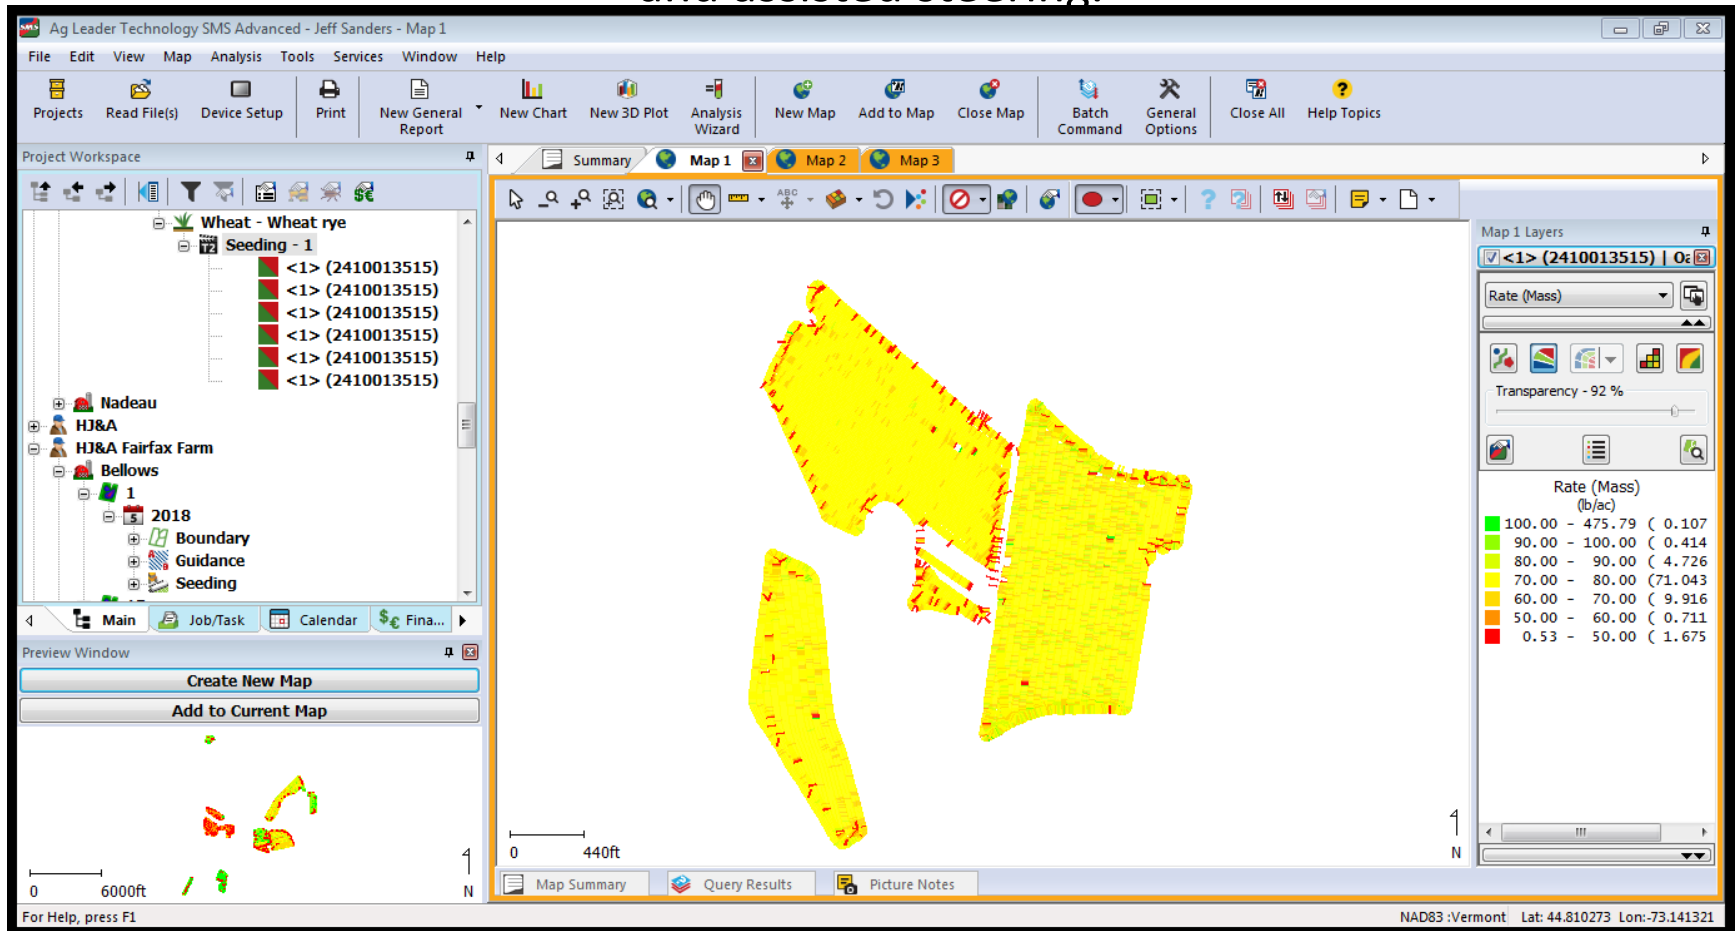 and assisted steering.
Ag Leader Technology SMS Advanced - Jeff Sanders - Map 1
File Edit View Map Analysis Tools Services Window Help
Projects Read File(s) Device Setup Print New General Report New Chart New 3D Plot Analysis Wizard New Map Add to Map Close Map Batch Command General Options Close All Help Topics
Project Workspace
Summary Map 1 Map 2 Map 3
ABC
Wheat - Wheat rye
T2 Seeding - 1
<1> (2410013515)
<1> (2410013515)
<1> (2410013515)
<1> (2410013515)
<1> (2410013515)
<1> (2410013515)
Nadeau
HJ&A
HJ&A Fairfax Farm
Bellows
1
5 2018
Boundary
Guidance
Seeding
Main Job/Task Calendar Fina...
Preview Window
Create New Map
Add to Current Map
0 6000ft
N
0 440ft
N
Map Summary Query Results Picture Notes
Map 1 Layers
<1> (2410013515) | Oa
Rate (Mass)
Transparency - 92 %
Rate (Mass)
(lb/ac)
100.00 - 475.79 ( 0.107
90.00 - 100.00 ( 0.414
80.00 - 90.00 ( 4.726
70.00 - 80.00 (71.043
60.00 - 70.00 ( 9.916
50.00 - 60.00 ( 0.711
0.53 - 50.00 ( 1.675
For Help, press F1
NAD83 :Vermont Lat: 44.810273 Lon:-73.141321